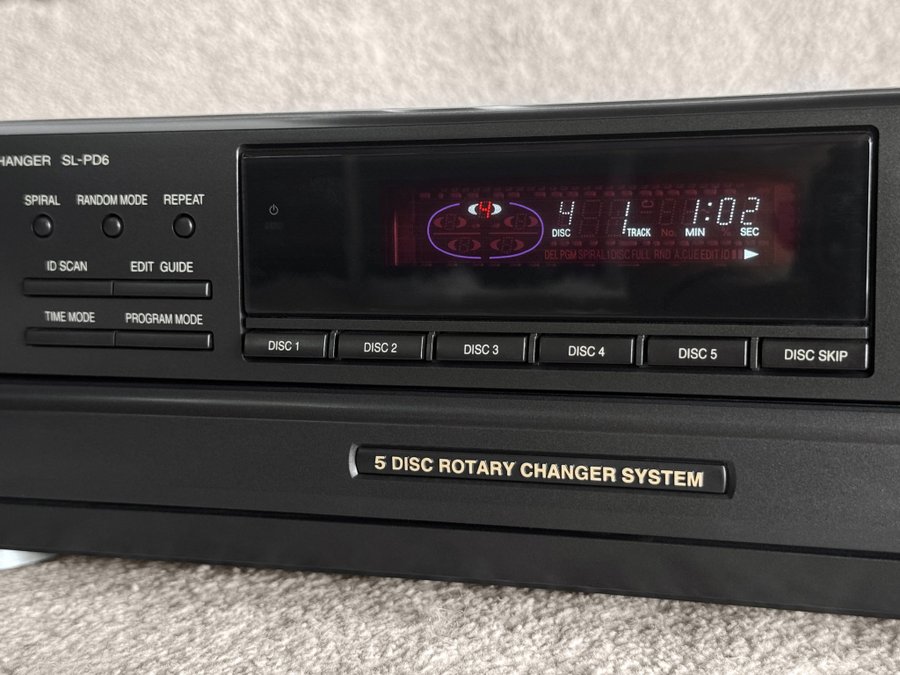 HANGER SL-PD6
SPIRAL RANDOM MODE REPEAT
ID SCAN EDIT GUIDE
TIME MODE PROGRAM MODE
4
4 1 1:02
DISC TRACK No. MIN SEC
DEL PGM SPIRAL 1DISC FULL RND A.CUE EDIT ID
DISC 1 DISC 2 DISC 3 DISC 4 DISC 5 DISC SKIP
5 DISC ROTARY CHANGER SYSTEM